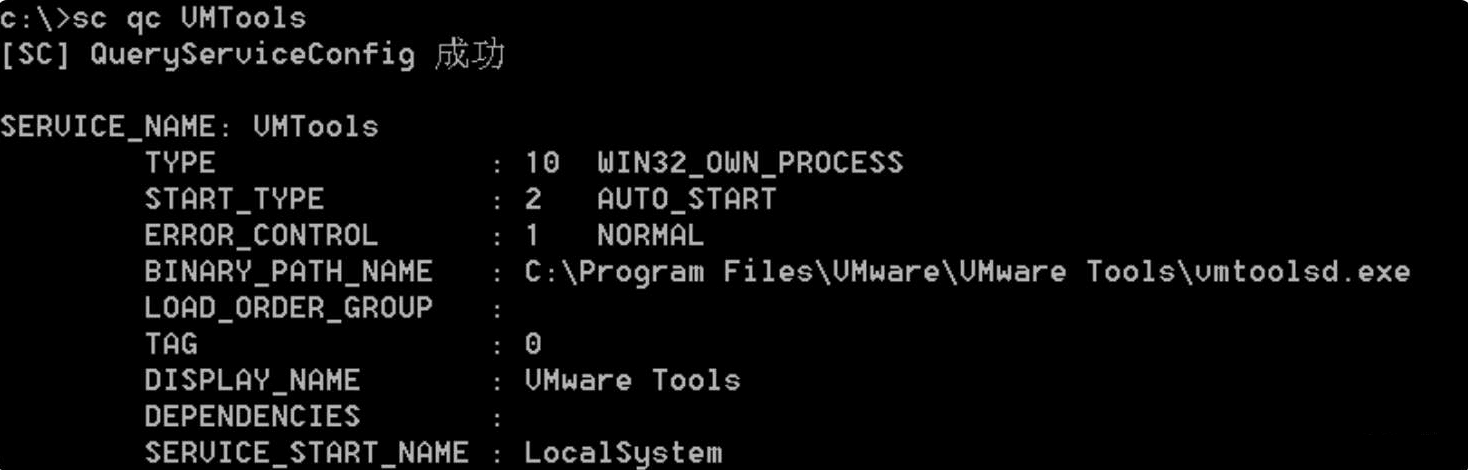 c:\>sc qc VMTools
[SC] QueryServiceConfig 成功
SERVICE_NAME: VMTools
TYPE : 10 WIN32_OWN_PROCESS
START_TYPE : 2 AUTO_START
ERROR_CONTROL : 1 NORMAL
BINARY_PATH_NAME : C:\Program Files\VMware\VMware Tools\vmtoolsd.exe
LOAD_ORDER_GROUP :
TAG : 0
DISPLAY_NAME : VMware Tools
DEPENDENCIES :
SERVICE_START_NAME : LocalSystem